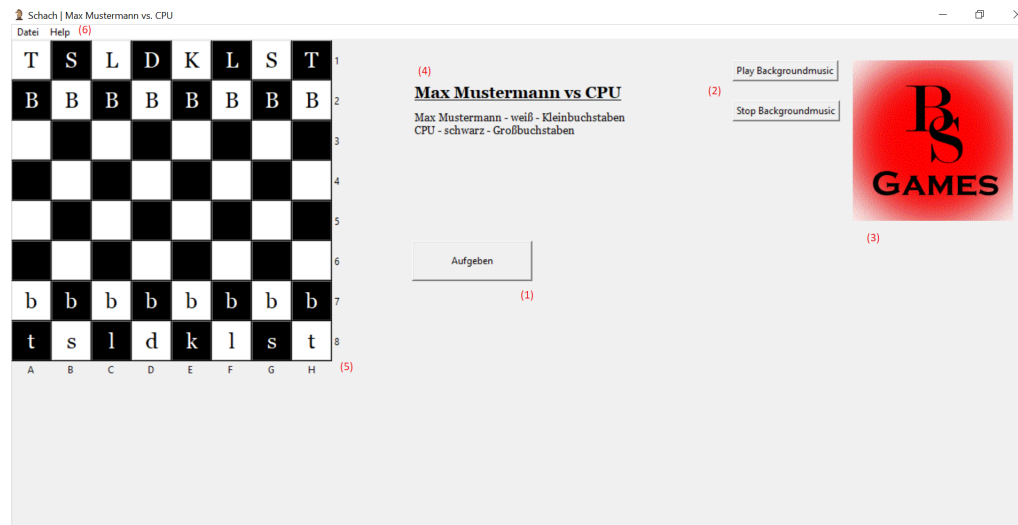 Schach | Max Mustermann vs. CPU
Datei Help (6)
T S L D K L S T 1
B B B B B B B B 2
3
4
5
6
b b b b b b b b 7
t s l d k l s t 8
A B C D E F G H (5)
(4)
Max Mustermann vs CPU
Max Mustermann - weiß - Kleinbuchstaben
CPU - schwarz - Großbuchstaben
Aufgeben
(1)
Play Backgroundmusic
(2)
Stop Backgroundmusic
BS
GAMES
(3)